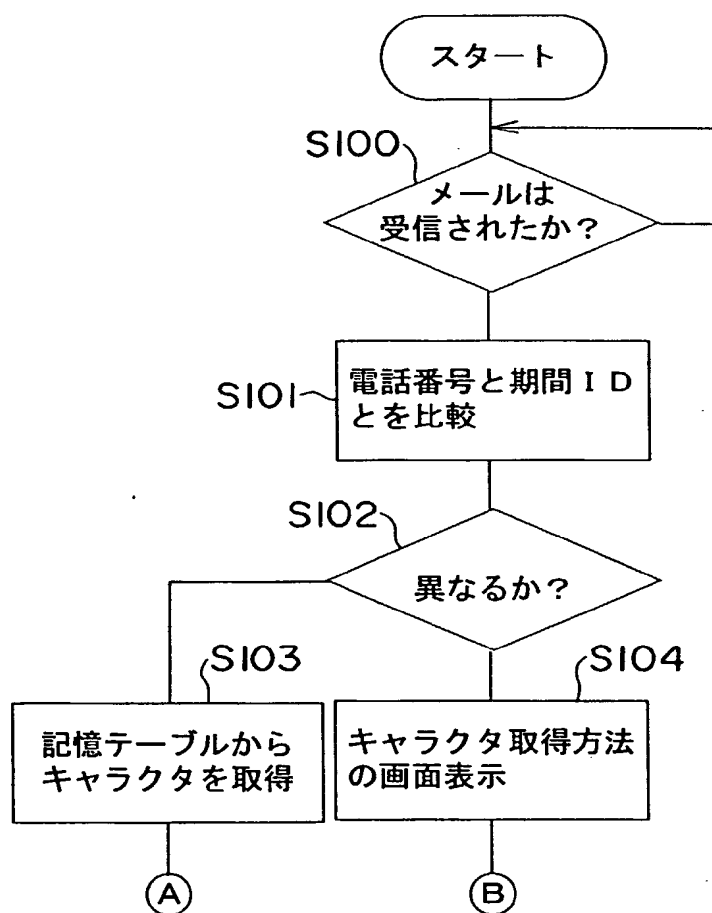 スタート
S100
メールは
受信されたか？
S101
電話番号と期間ＩＤ
とを比較
S102
異なるか？
S103
記憶テーブルから
キャラクタを取得
S104
キャラクタ取得方法
の画面表示
A
B